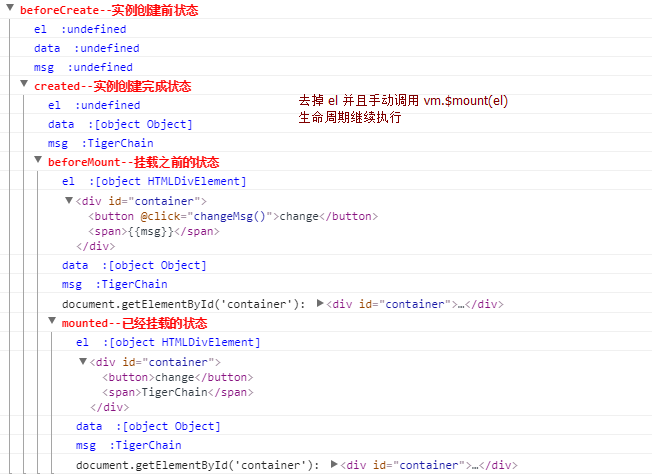 beforeCreate--实例创建前状态
el :undefined
data :undefined
msg :undefined
created--实例创建完成状态
el :undefined
去掉 el 并且手动调用 vm.$mount(el)
生命周期继续执行
data :[object Object]
msg :TigerChain
beforeMount--挂载之前的状态
el :[object HTMLDivElement]
▼<div id="container">
<button @click="changeMsg()">change</button>
<span>{{msg}}</span>
</div>
data :[object Object]
msg :TigerChain
document.getElementById('container'): ▶<div id="container">…</div>
mounted--已经挂载的状态
el :[object HTMLDivElement]
▼<div id="container">
<button>change</button>
<span>TigerChain</span>
</div>
data :[object Object]
msg :TigerChain
document.getElementById('container'): ▶<div id="container">…</div>